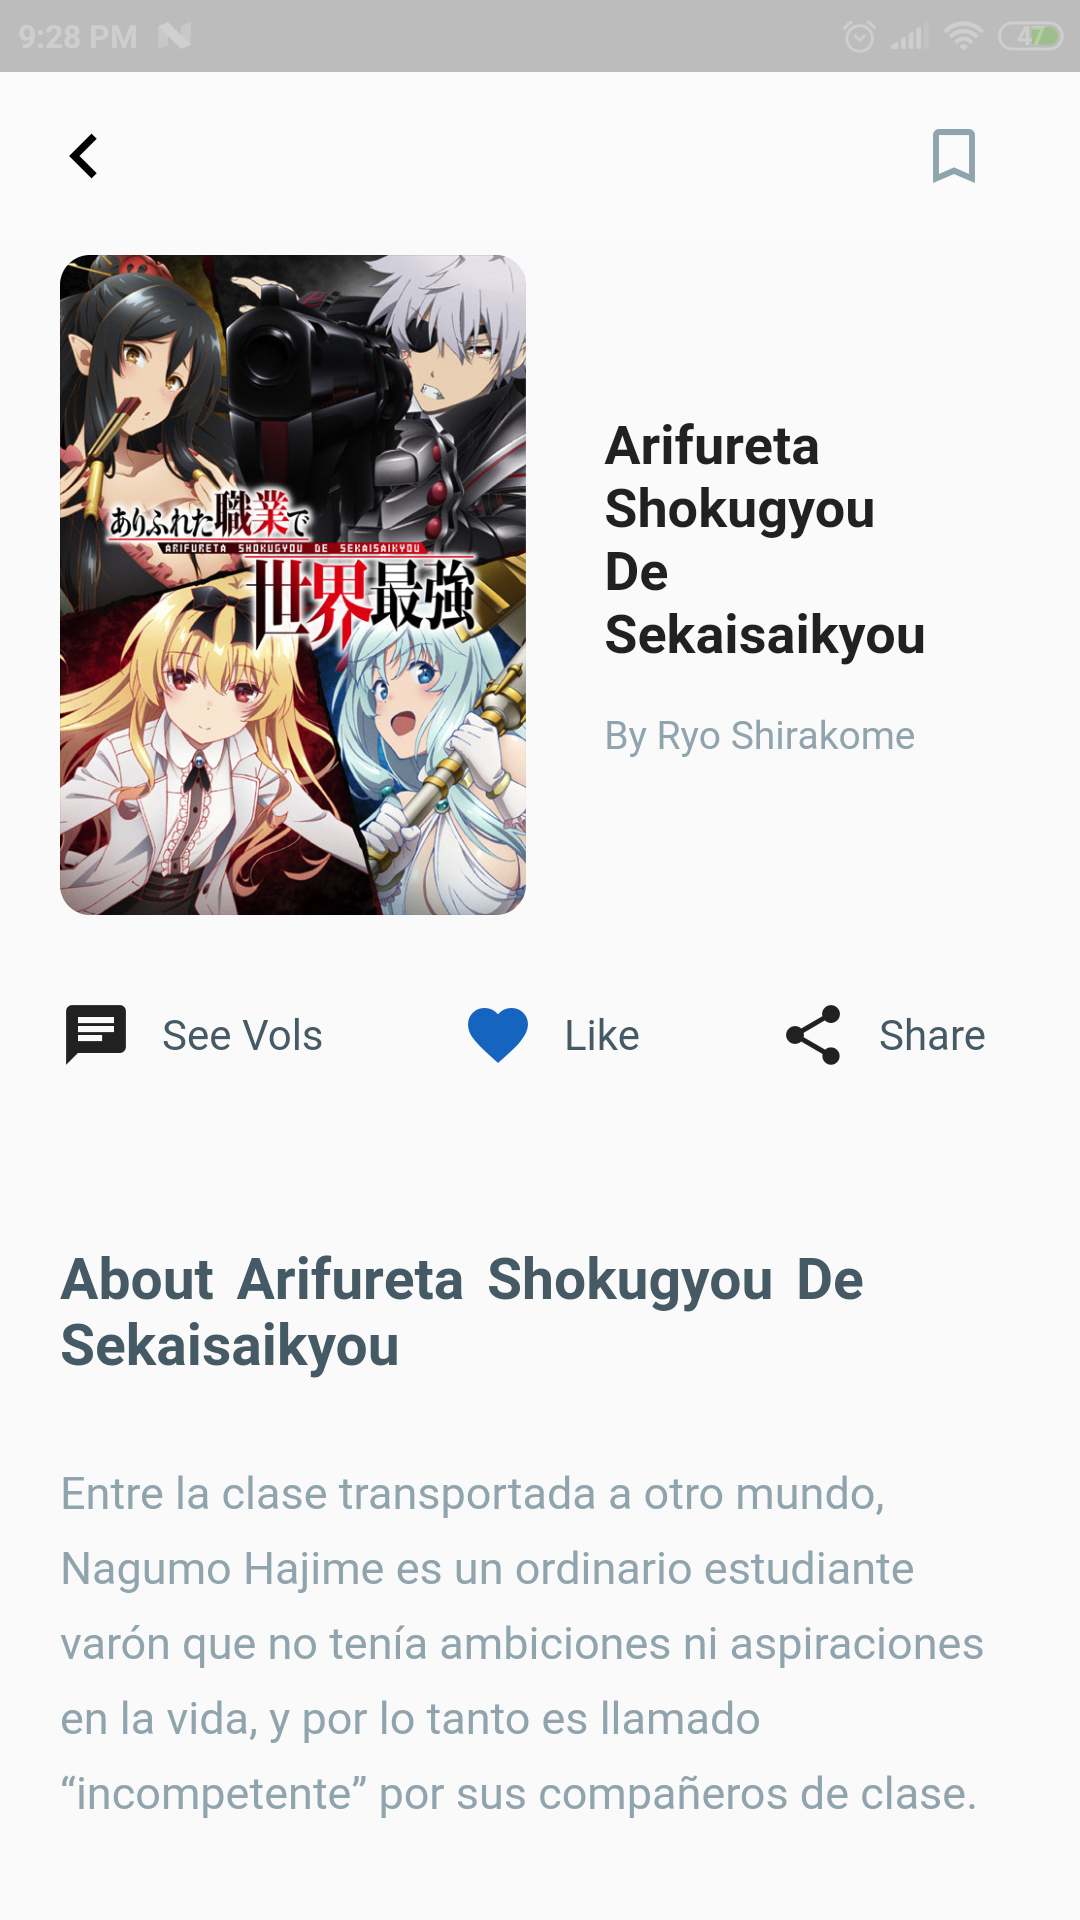 9:28 PM
47
ありふれた職業で
ARIFURETA SHOKUGYOU DE SEKAISAIKYOU
世界最強
Arifureta
Shokugyou
De
Sekaisaikyou
By Ryo Shirakome
See Vols
Like
Share
About Arifureta Shokugyou De
Sekaisaikyou
Entre la clase transportada a otro mundo,
Nagumo Hajime es un ordinario estudiante
varón que no tenía ambiciones ni aspiraciones
en la vida, y por lo tanto es llamado
“incompetente” por sus compañeros de clase.